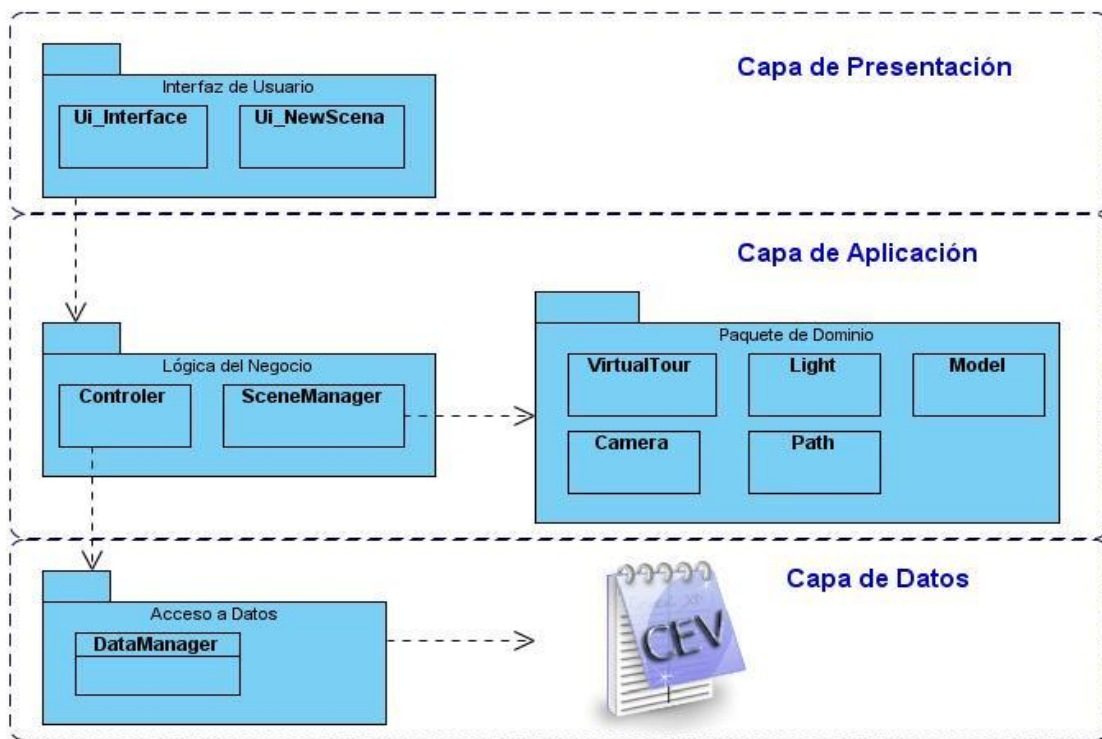 Capa de Presentación
Interfaz de Usuario
Ui_Interface
Ui_NewScena
Capa de Aplicación
Lógica del Negocio
Controler
SceneManager
Paquete de Dominio
VirtualTour
Light
Model
Camera
Path
Capa de Datos
Acceso a Datos
DataManager
CEV